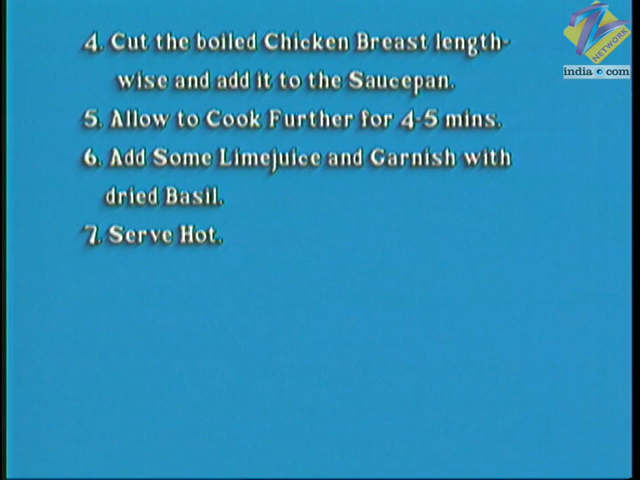 4. Cut the boiled Chicken Breast length-
wise and add it to the Saucepan.
5. Allow to Cook Further for 4-5 mins.
6. Add Some Limejuice and Garnish with
dried Basil.
7. Serve Hot.
Z
NETWORK
india.com